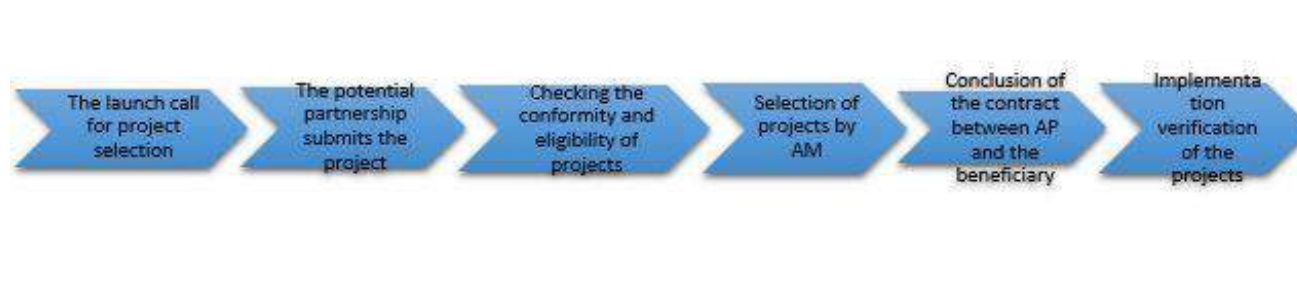 The launch call
for project
selection
The potential
partnership
submits the
project
Checking the
conformity and
eligibility of
projects
Selection of
projects by
AM
Conclusion of
the contract
between AP
and the
beneficiary
Implementa
tion
verification
of the
projects